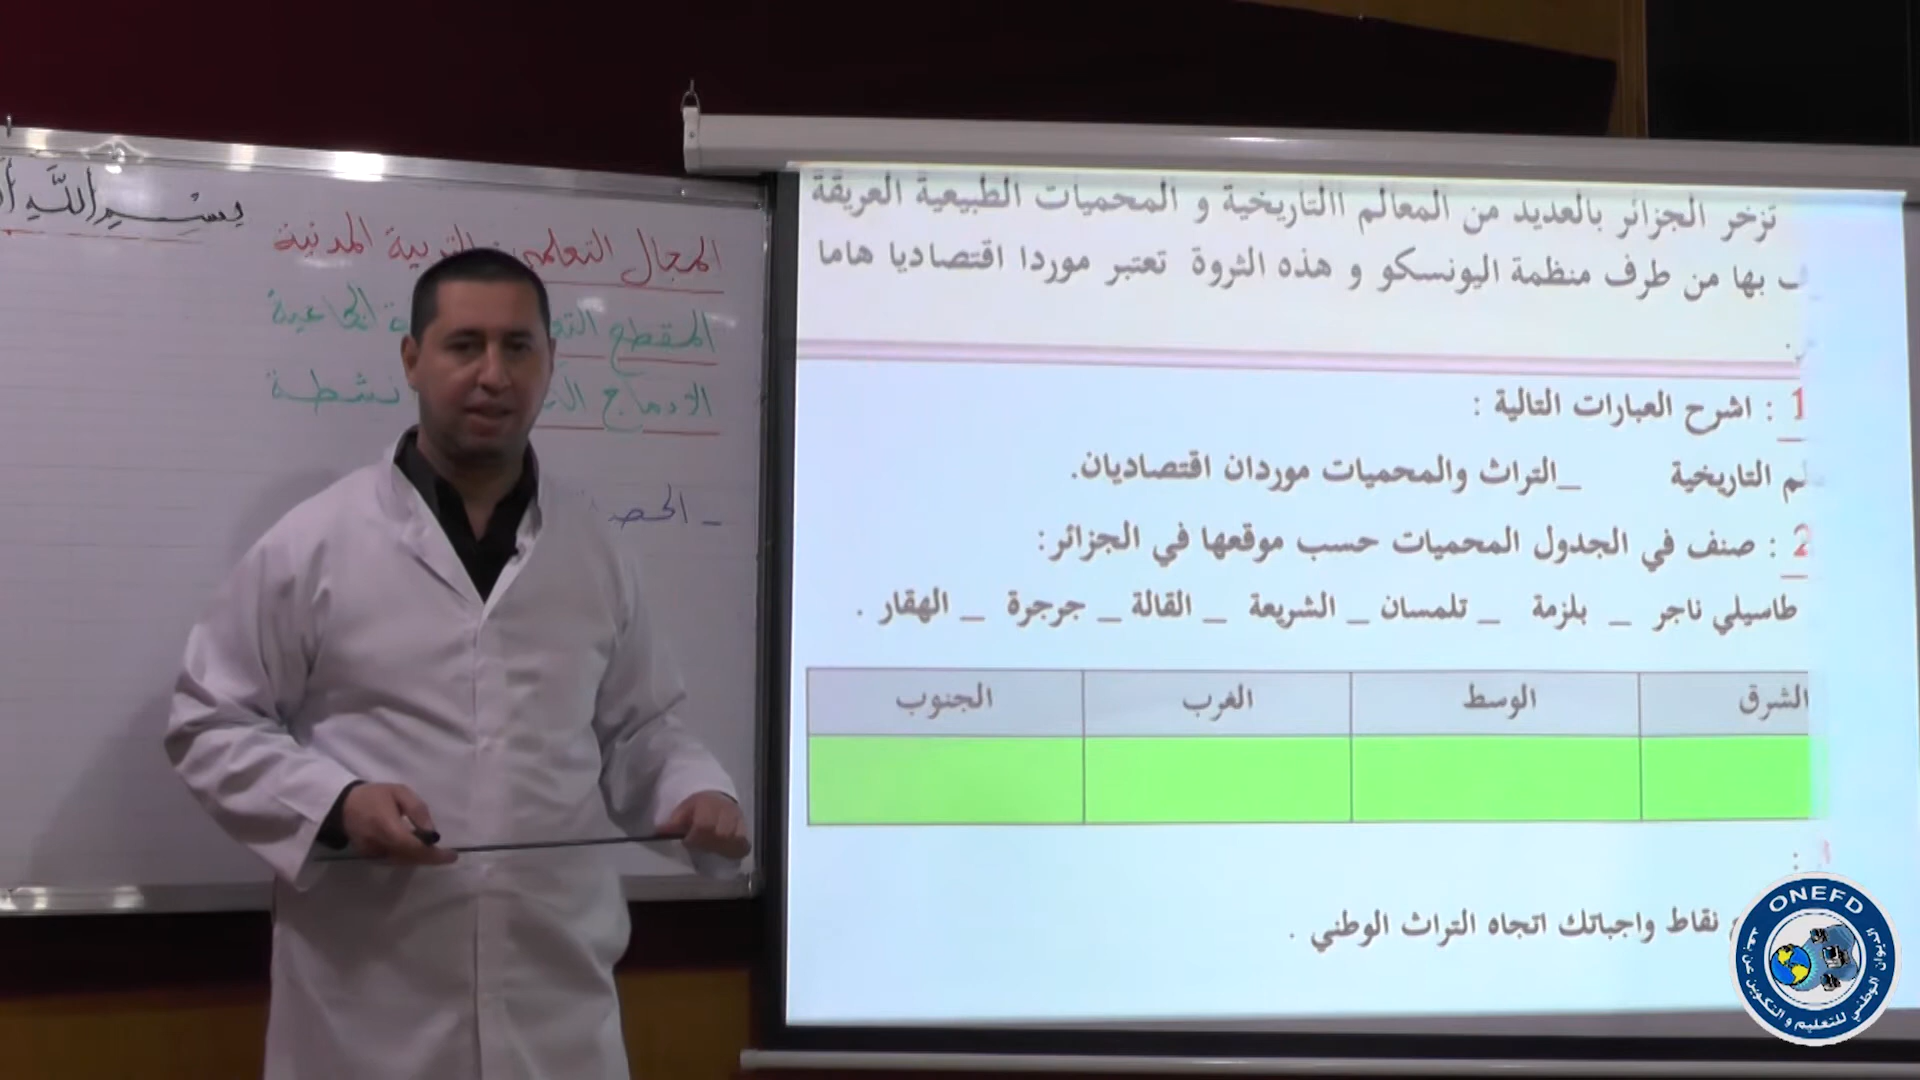 بسم الله
المجال التعلمي التربية المدنية
المقطع
الادماج
نشطة
ـ الحصـ
تزخر الجزائر بالعديد من المعالم االتاريخية و المحميات الطبيعية العريقة
بها من طرف منظمة اليونسكو و هذه الثروة تعتبر موردا اقتصاديا هاما
1 : اشرح العبارات التالية :
التاريخية _التراث والمحميات موردان اقتصاديان.
2 : صنف في الجدول المحميات حسب موقعها في الجزائر:
طاسيلي ناجر _ بلزمة _ تلمسان _ الشريعة _ القالة _ جرجرة _ الهقار .
الشرق الوسط الغرب الجنوب
نقاط واجباتك اتجاه التراث الوطني .
ONEFD
الديوان الوطني للتعليم و التكوين عن بعد